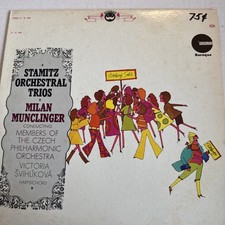 75¢
STAMITZ
ORCHESTRAL
TRIOS
MILAN
MUNCLINGER
CONDUCTING
MEMBERS OF
THE CZECH
PHILHARMONIC
ORCHESTRA
VICTORIA
ŠVIHLÍKOVÁ
HARPSICHORD
Baroque